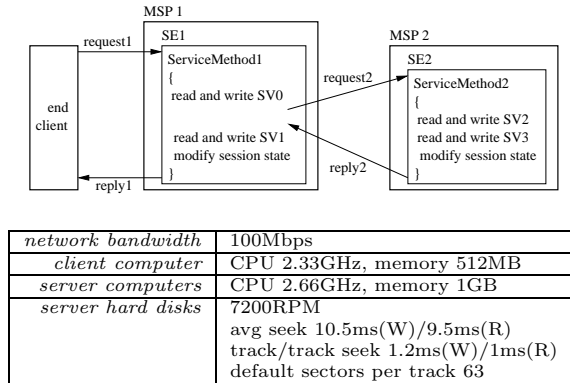 MSP 1
MSP 2
SE1
SE2
request1
ServiceMethod1
{
read and write SV0
read and write SV1
modify session state
}
request2
ServiceMethod2
{
read and write SV2
read and write SV3
modify session state
}
end
client
reply1
reply2
network bandwidth 100Mbps
client computer CPU 2.33GHz, memory 512MB
server computers CPU 2.66GHz, memory 1GB
server hard disks 7200RPM
avg seek 10.5ms(W)/9.5ms(R)
track/track seek 1.2ms(W)/1ms(R)
default sectors per track 63